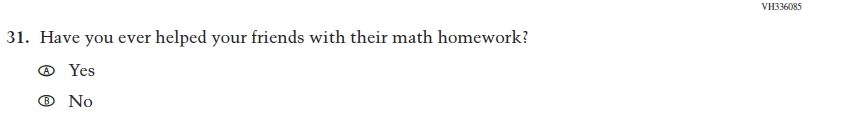 VH336085
31. Have you ever helped your friends with their math homework?
Ⓐ Yes
Ⓑ No